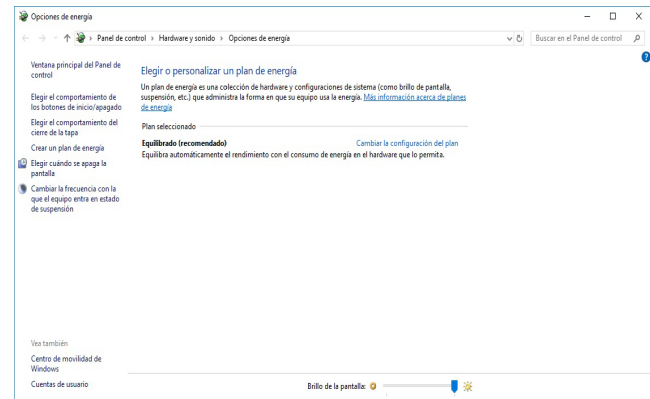 Opciones de energía
Panel de control › Hardware y sonido › Opciones de energía
Buscar en el Panel de control
Ventana principal del Panel de
control
Elegir el comportamiento de
los botones de inicio/apagado
Elegir el comportamiento del
cierre de la tapa
Crear un plan de energía
Elegir cuándo se apaga la
pantalla
Cambiar la frecuencia con la
que el equipo entra en estado
de suspensión
Elegir o personalizar un plan de energía
Un plan de energía es una colección de hardware y configuraciones de sistema (como brillo de pantalla,
suspensión, etc.) que administra la forma en que su equipo usa la energía. Más información acerca de planes
de energía
Plan seleccionado
Equilibrado (recomendado) Cambiar la configuración del plan
Equilibra automáticamente el rendimiento con el consumo de energía en el hardware que lo permita.
Vea también
Centro de movilidad de
Windows
Cuentas de usuario
Brillo de la pantalla: